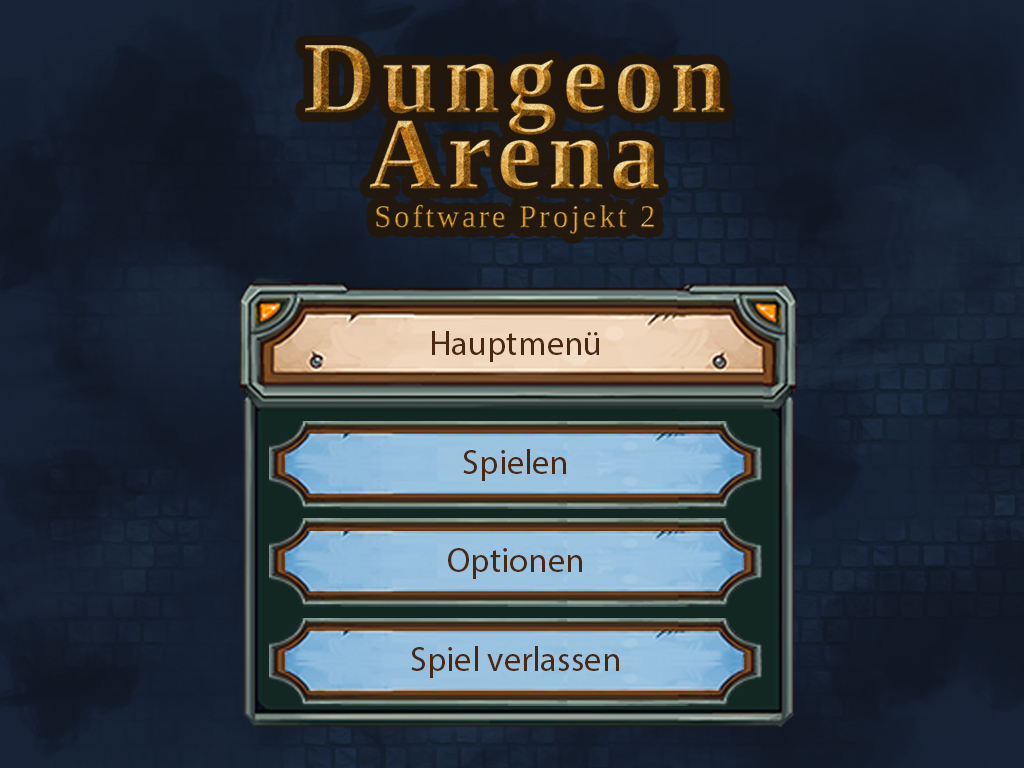 Dungeon
Arena
Software Projekt 2
Hauptmenü
Spielen
Optionen
Spiel verlassen